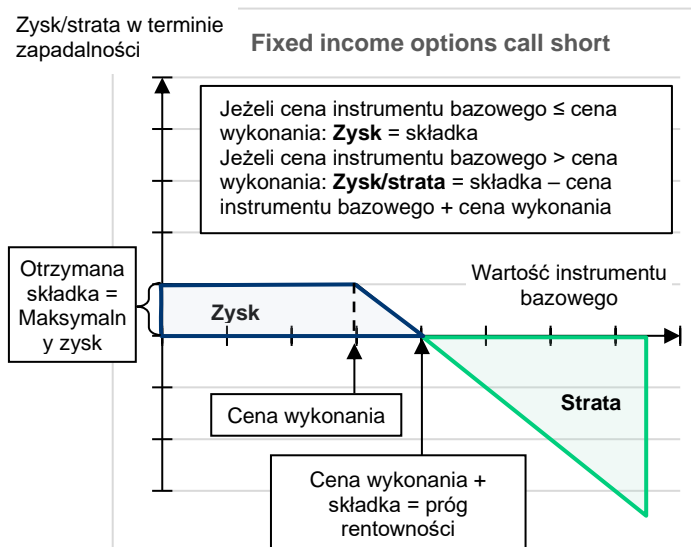 Zysk/strata w terminie
zapadalności
Fixed income options call short
Jeżeli cena instrumentu bazowego ≤ cena
wykonania: Zysk = składka
Jeżeli cena instrumentu bazowego > cena
wykonania: Zysk/strata = składka – cena
instrumentu bazowego + cena wykonania
Otrzymana
składka =
Maksymaln
y zysk
Wartość instrumentu
bazowego
Zysk
Strata
Cena wykonania
Cena wykonania +
składka = próg
rentowności